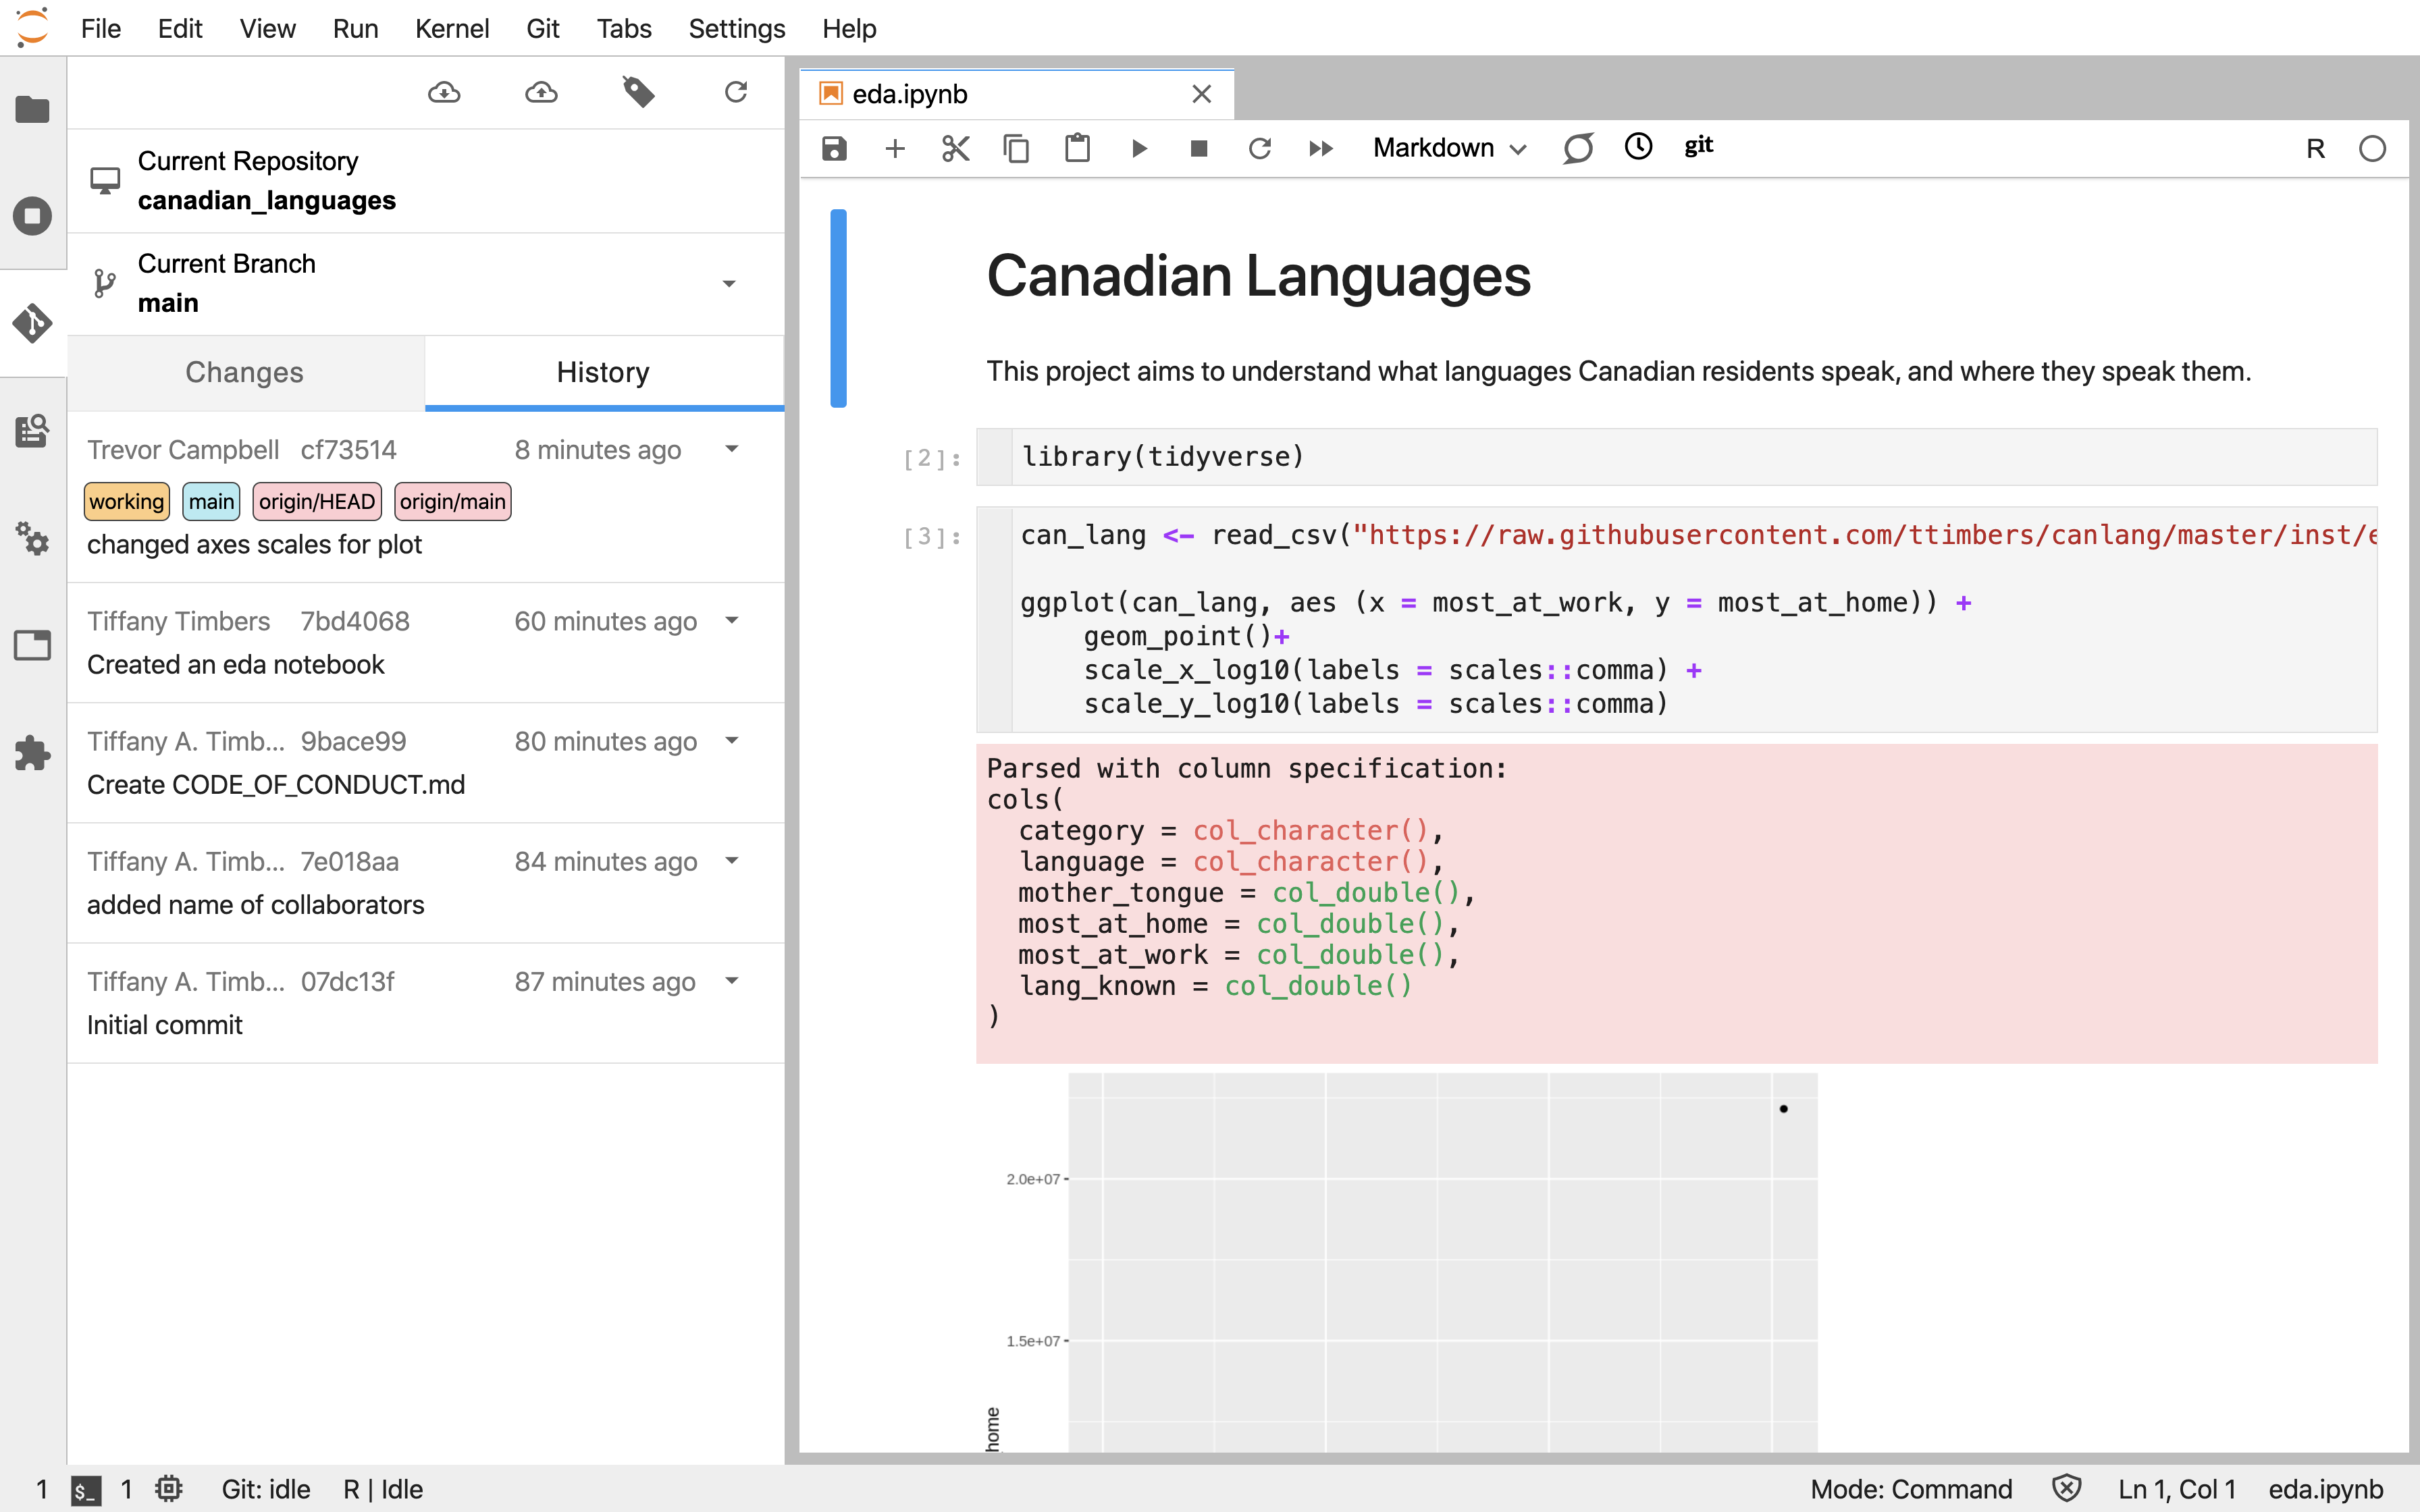 File Edit View Run Kernel Git Tabs Settings Help
Current Repository
canadian_languages
Current Branch
main
Changes History
Trevor Campbell cf73514 8 minutes ago
working main origin/HEAD origin/main
changed axes scales for plot
Tiffany Timbers 7bd4068 60 minutes ago
Created an eda notebook
Tiffany A. Timb... 9bace99 80 minutes ago
Create CODE_OF_CONDUCT.md
Tiffany A. Timb... 7e018aa 84 minutes ago
added name of collaborators
Tiffany A. Timb... 07dc13f 87 minutes ago
Initial commit
eda.ipynb
Markdown git R
Canadian Languages
This project aims to understand what languages Canadian residents speak, and where they speak them.
[2]: library(tidyverse)
[3]: can_lang <- read_csv("https://raw.githubusercontent.com/ttimbers/canlang/master/inst/e
ggplot(can_lang, aes (x = most_at_work, y = most_at_home)) +
    geom_point()+
    scale_x_log10(labels = scales::comma) +
    scale_y_log10(labels = scales::comma)
Parsed with column specification:
cols(
  category = col_character(),
  language = col_character(),
  mother_tongue = col_double(),
  most_at_home = col_double(),
  most_at_work = col_double(),
  lang_known = col_double()
)
2.0e+07
1.5e+07
home
1 $_ 1 Git: idle R | Idle Mode: Command Ln 1, Col 1 eda.ipynb